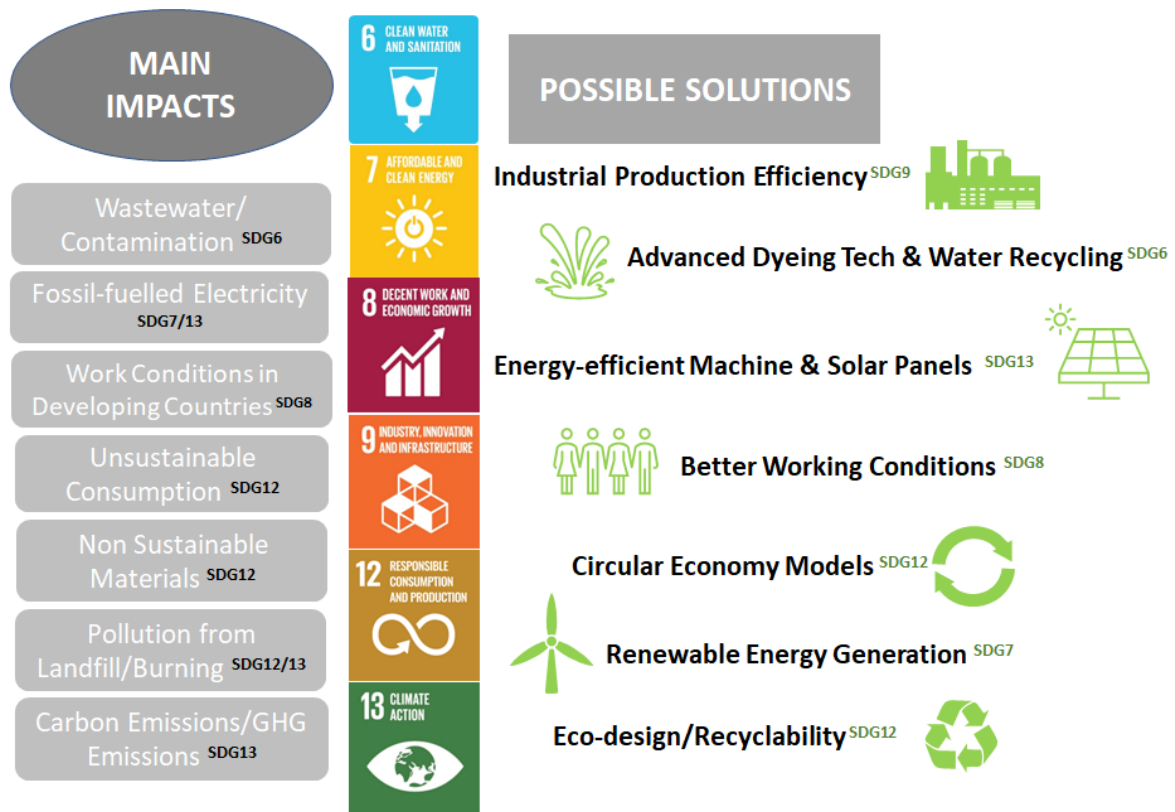 MAIN
IMPACTS
Wastewater/
Contamination SDG6
Fossil-fuelled Electricity
SDG7/13
Work Conditions in
Developing Countries SDG8
Unsustainable
Consumption SDG12
Non Sustainable
Materials SDG12
Pollution from
Landfill/Burning SDG12/13
Carbon Emissions/GHG
Emissions SDG13
6 CLEAN WATER
AND SANITATION
7 AFFORDABLE AND
CLEAN ENERGY
8 DECENT WORK AND
ECONOMIC GROWTH
9 INDUSTRY, INNOVATION
AND INFRASTRUCTURE
12 RESPONSIBLE
CONSUMPTION
AND PRODUCTION
13 CLIMATE
ACTION
POSSIBLE SOLUTIONS
Industrial Production Efficiency SDG9
Advanced Dyeing Tech & Water Recycling SDG6
Energy-efficient Machine & Solar Panels SDG13
Better Working Conditions SDG8
Circular Economy Models SDG12
Renewable Energy Generation SDG7
Eco-design/Recyclability SDG12